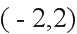 ( - 2,2)